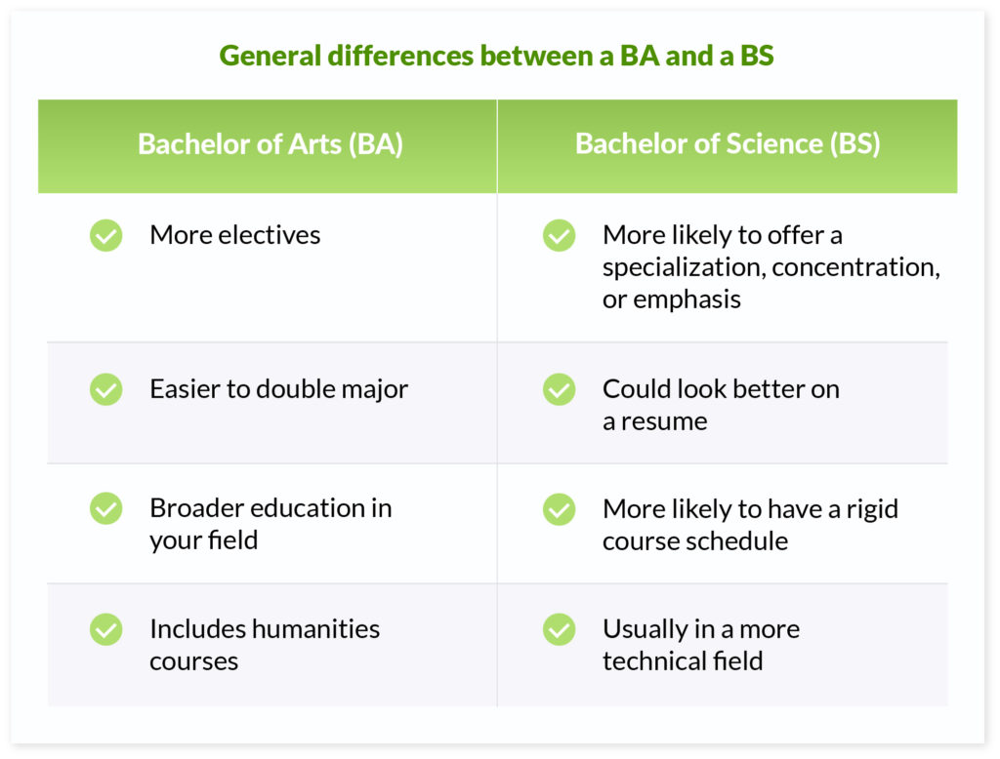 General differences between a BA and a BS
Bachelor of Arts (BA)
Bachelor of Science (BS)
More electives
More likely to offer a
specialization, concentration,
or emphasis
Easier to double major
Could look better on
a resume
Broader education in
your field
More likely to have a rigid
course schedule
Includes humanities
courses
Usually in a more
technical field